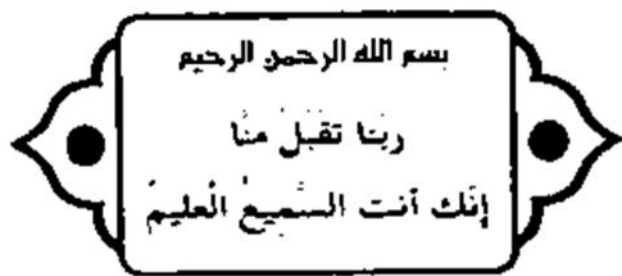 بسم الله الرحمن الرحيم
ربنا تقبل منا
إنك أنت السميع العليم